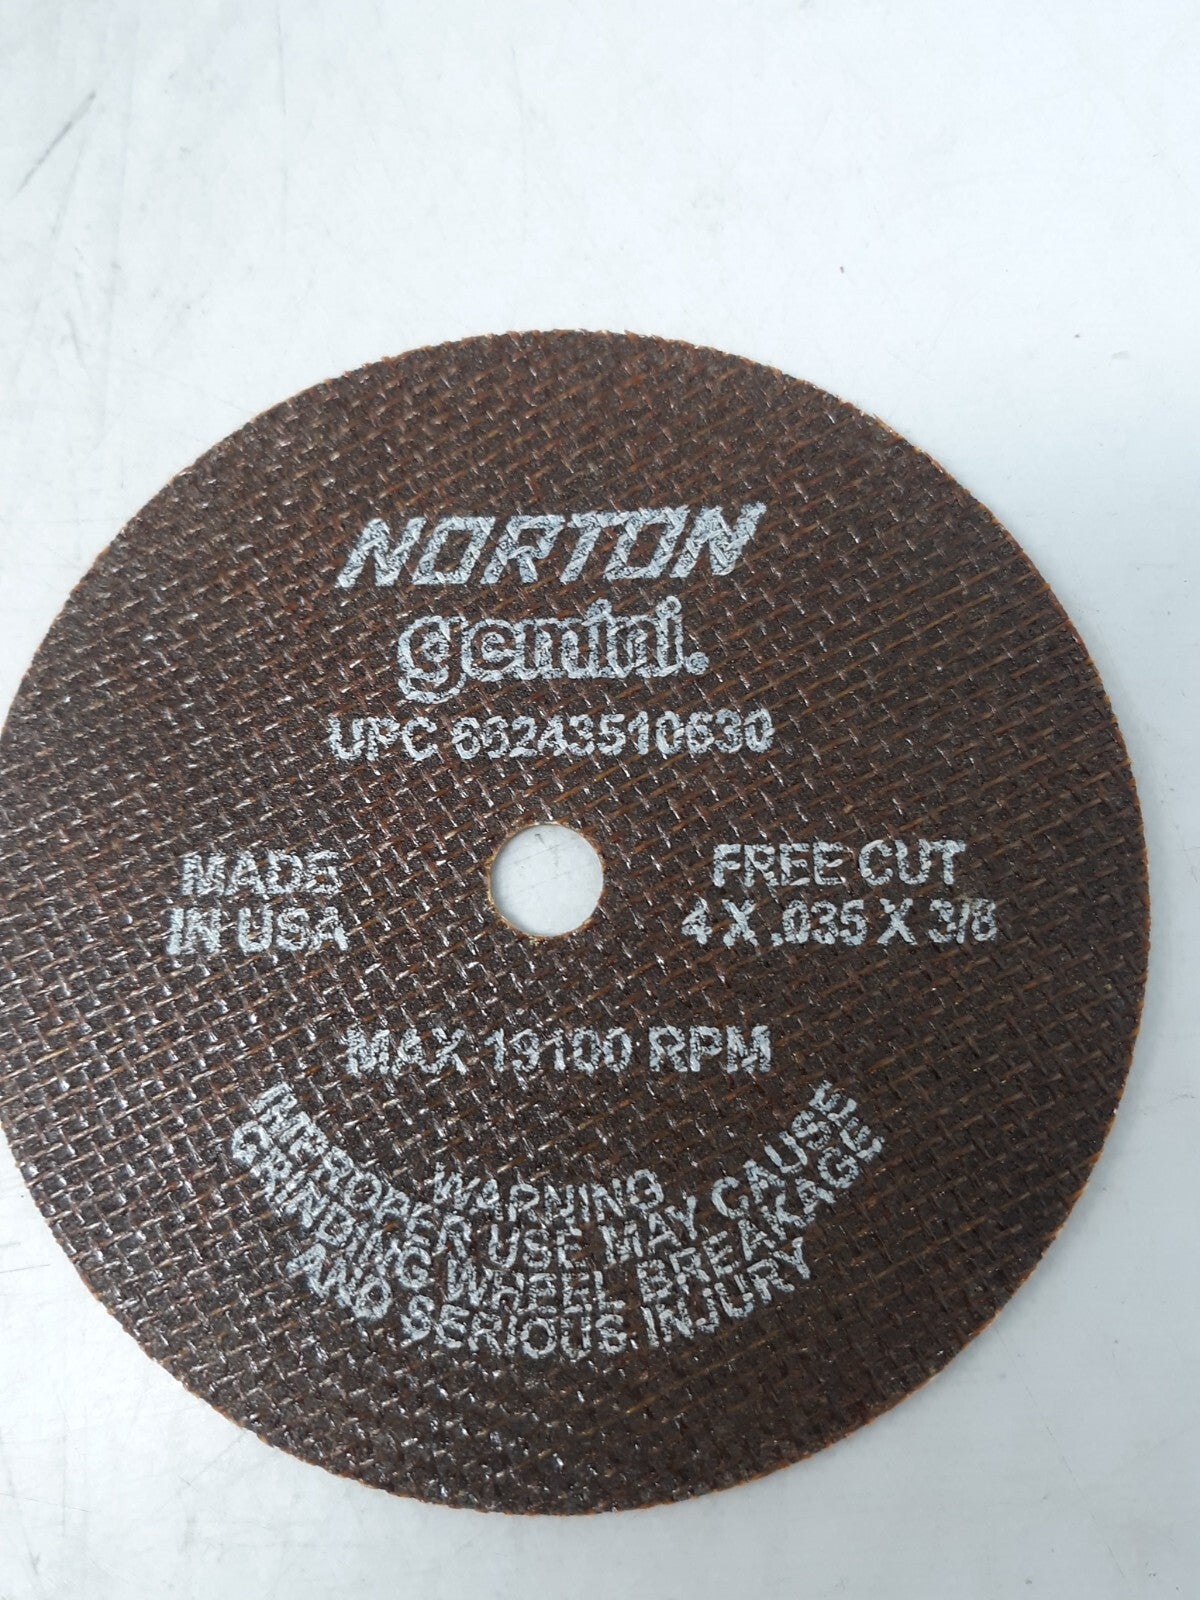 NORTON
gemini.
UPC 66243510630
MADE
IN USA
FREE CUT
4 X .035 X 3/8
MAX 19100 RPM
WARNING
IMPROPER USE MAY CAUSE
GRINDING WHEEL BREAKAGE
AND SERIOUS INJURY